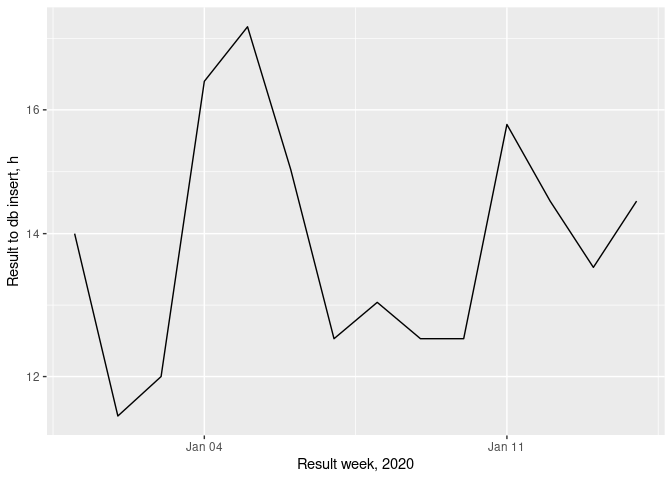 Result to db insert, h
16
14
12
Jan 04
Jan 11
Result week, 2020